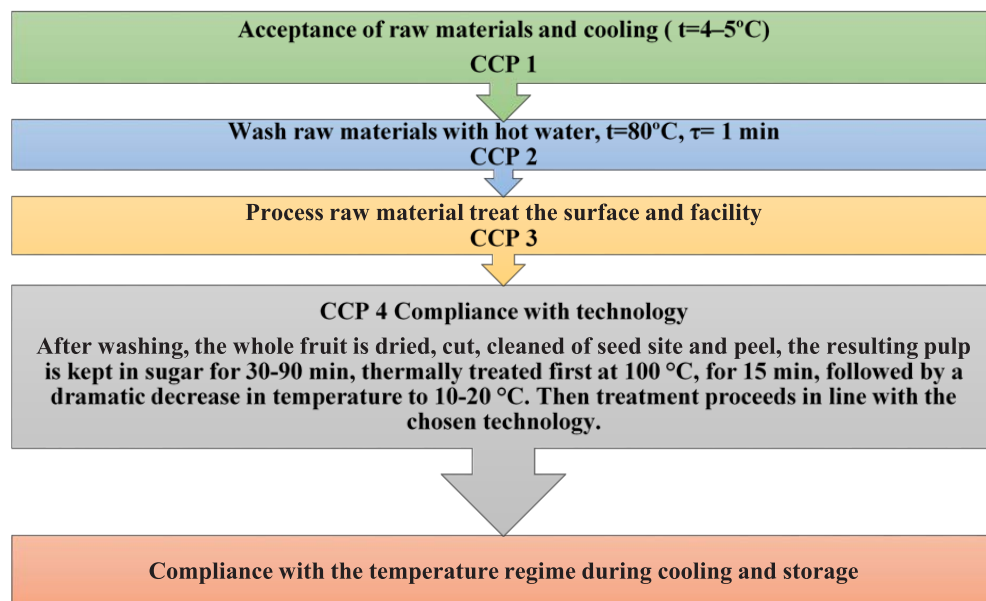 Acceptance of raw materials and cooling ( t=4–5ºC)
CCP 1
Wash raw materials with hot water, t=80ºC, τ= 1 min
CCP 2
Process raw material treat the surface and facility
CCP 3
CCP 4 Compliance with technology
After washing, the whole fruit is dried, cut, cleaned of seed site and peel, the resulting pulp
is kept in sugar for 30-90 min, thermally treated first at 100 °C, for 15 min, followed by a
dramatic decrease in temperature to 10-20 °C. Then treatment proceeds in line with the
chosen technology.
Compliance with the temperature regime during cooling and storage